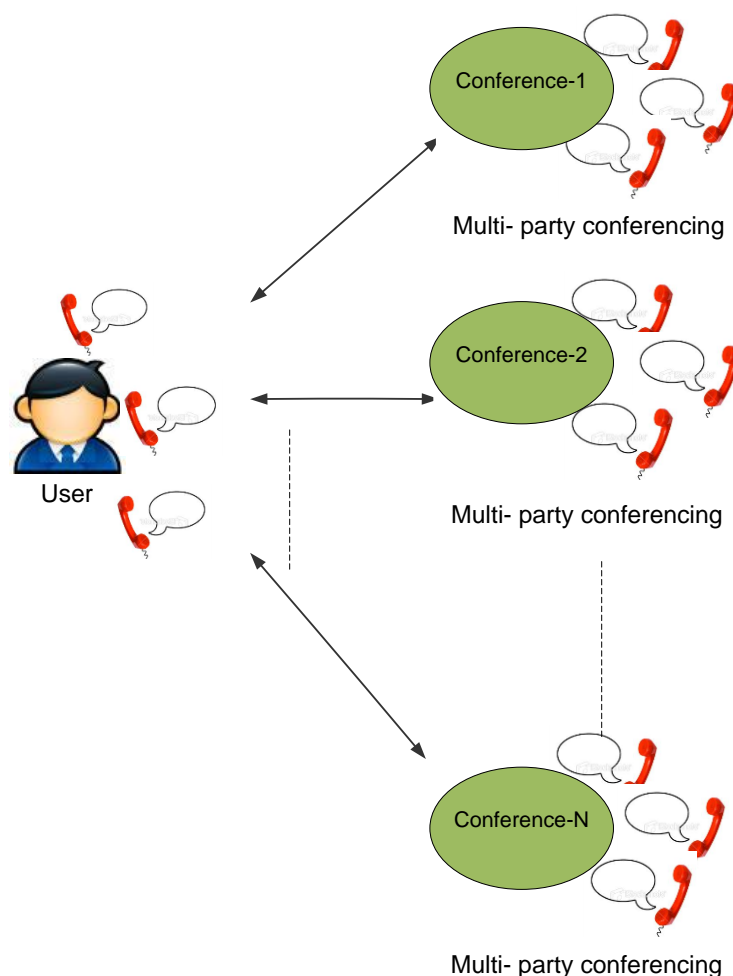 Conference-1
Multi- party conferencing
Conference-2
User
Multi- party conferencing
Conference-N
Multi- party conferencing